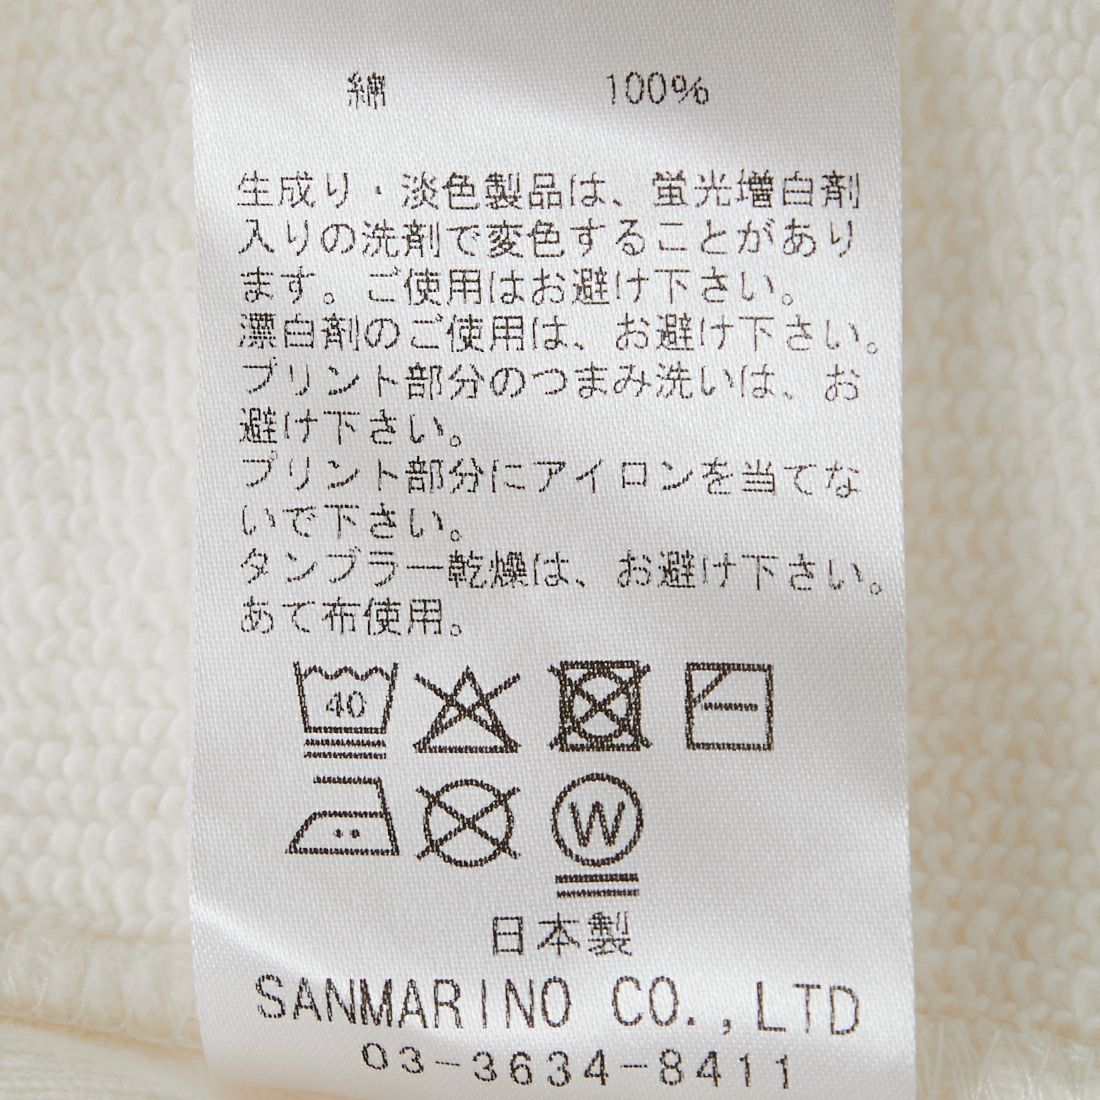 綿 100%
生成り・淡色製品は、蛍光増白剤
入りの洗剤で変色することがあり
ます。ご使用はお避け下さい。
漂白剤のご使用は、お避け下さい。
プリント部分のつまみ洗いは、お
避け下さい。
プリント部分にアイロンを当てな
いで下さい。
タンブラー乾燥は、お避け下さい。
あて布使用。
40
W
日本製
SANMARINO CO.,LTD
03-3634-8411